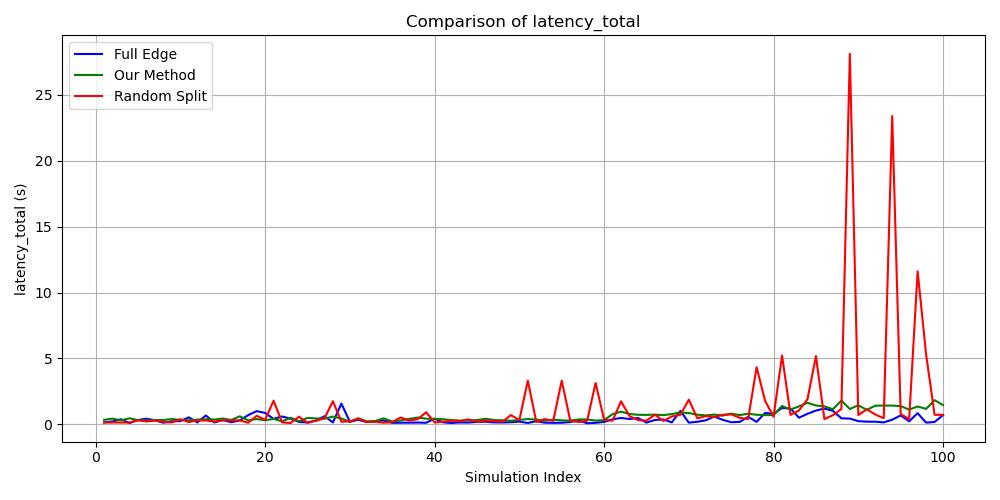 Comparison of latency_total
Full Edge
Our Method
Random Split
latency_total (s)
25
20
15
10
5
0
0
20
40
60
80
100
Simulation Index